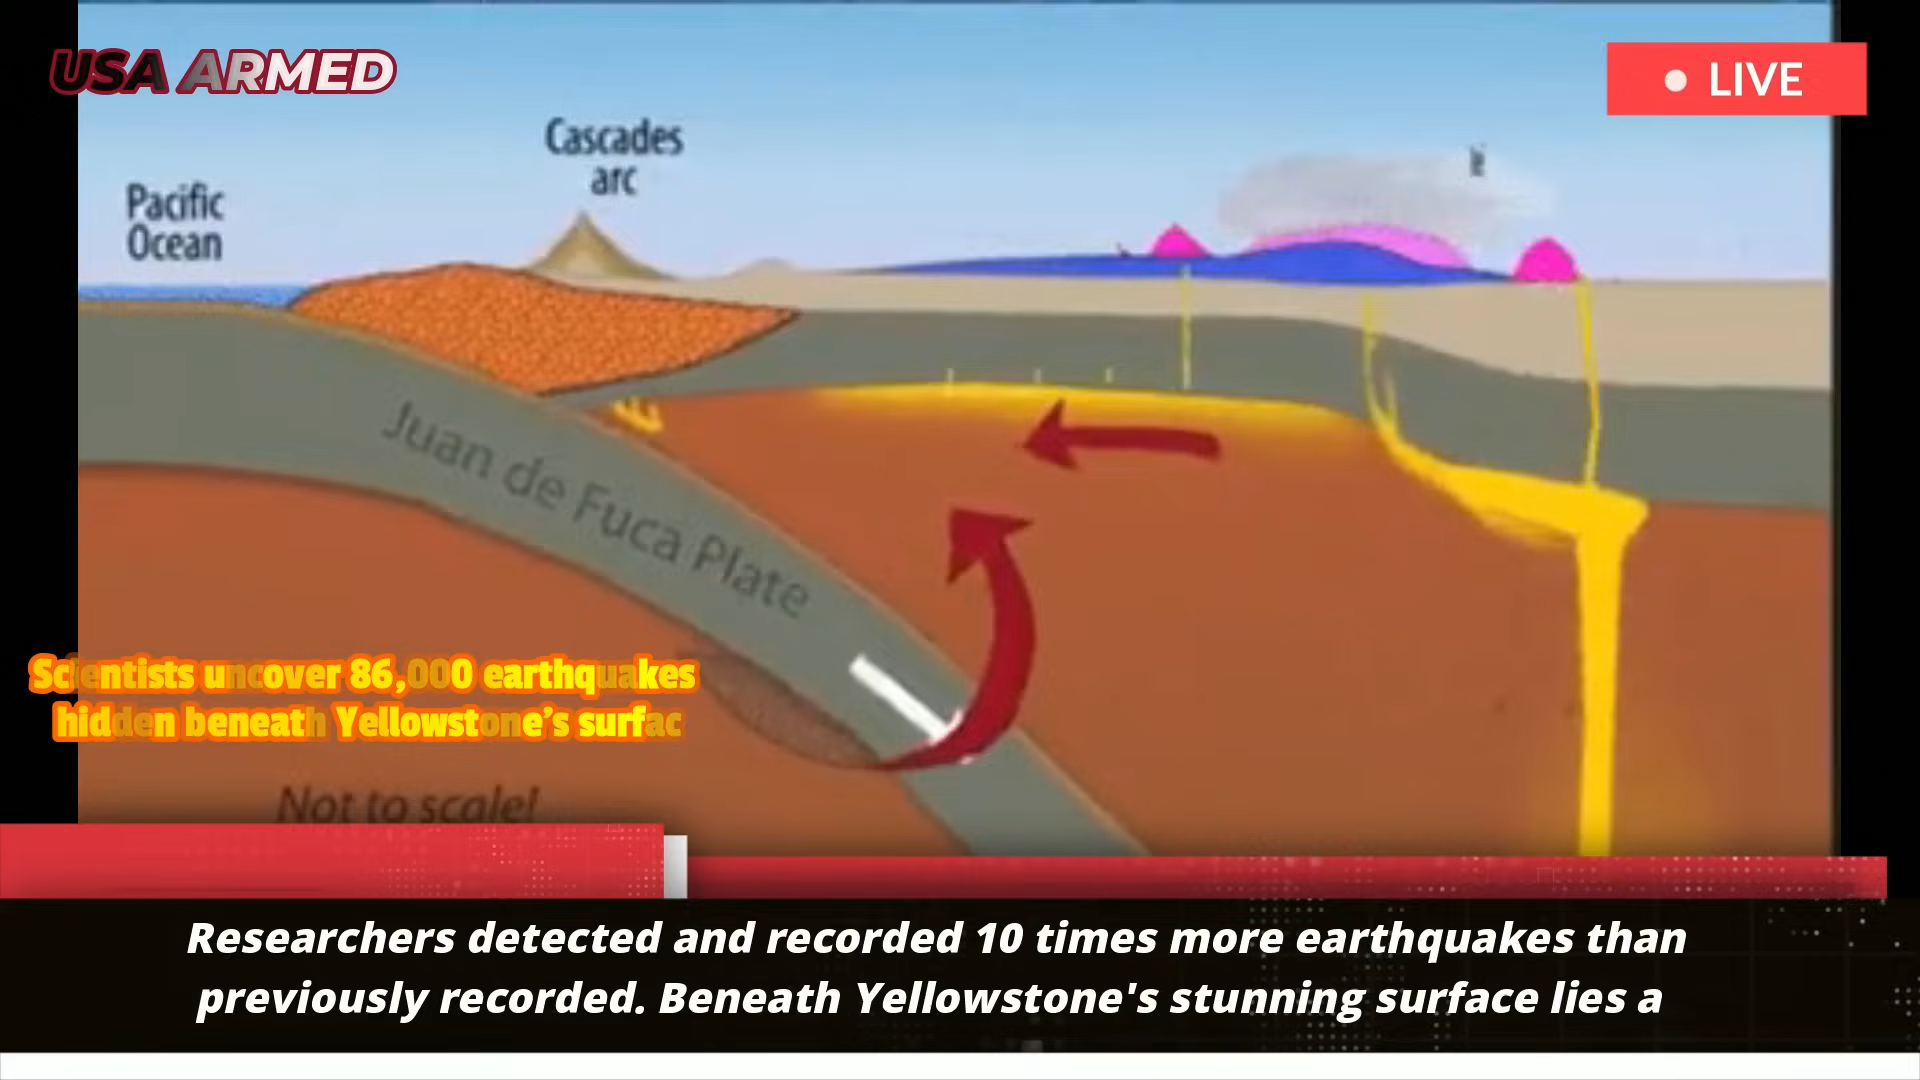 USA ARMED
LIVE
Cascades
arc
Pacific
Ocean
Juan de Fuca Plate
Scientists uncover 86,000 earthquakes
hidden beneath Yellowstone's surfac
Not to scale!
Researchers detected and recorded 10 times more earthquakes than
previously recorded. Beneath Yellowstone's stunning surface lies a